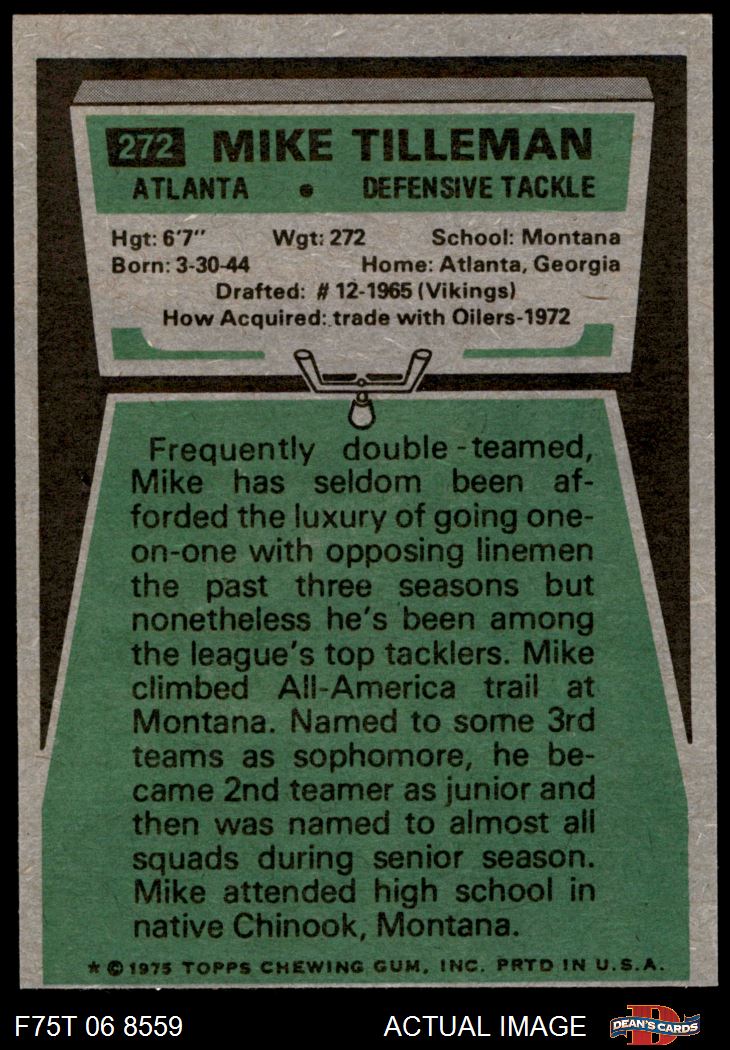 272 MIKE TILLEMAN
ATLANTA • DEFENSIVE TACKLE
Hgt: 6'7" Wgt: 272 School: Montana
Born: 3-30-44 Home: Atlanta, Georgia
Drafted: #12-1965 (Vikings)
How Acquired: trade with Oilers-1972
Frequently double-teamed,
Mike has seldom been af-
forded the luxury of going one-
on-one with opposing linemen
the past three seasons but
nonetheless he's been among
the league's top tacklers. Mike
climbed All-America trail at
Montana. Named to some 3rd
teams as sophomore, he be-
came 2nd teamer as junior and
then was named to almost all
squads during senior season.
Mike attended high school in
native Chinook, Montana.
* © 1975 TOPPS CHEWING GUM, INC. PRTD IN U.S.A.
F75T 06 8559 ACTUAL IMAGE D DEAN'S CARDS